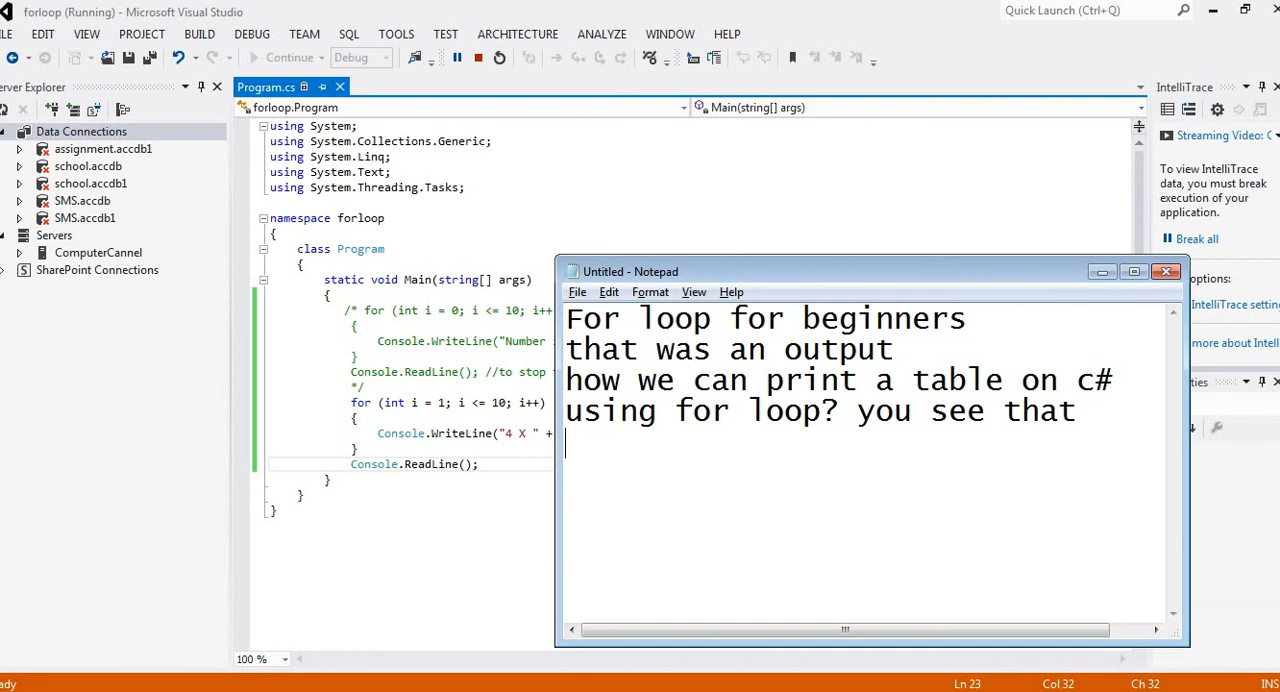 forloop (Running) - Microsoft Visual Studio
Quick Launch (Ctrl+Q)
EDIT VIEW PROJECT BUILD DEBUG TEAM SQL TOOLS TEST ARCHITECTURE ANALYZE WINDOW HELP
Continue Debug
Program.cs
forloop.Program
Main(string[] args)
Data Connections
assignment.accdb1
school.accdb
school.accdb1
SMS.accdb
SMS.accdb1
Servers
ComputerCannel
SharePoint Connections
using System;
using System.Collections.Generic;
using System.Linq;
using System.Text;
using System.Threading.Tasks;
namespace forloop
{
class Program
{
static void Main(string[] args)
{
/* for (int i = 0; i <= 10; i++
{
Console.WriteLine("Number
}
Console.ReadLine(); //to stop
*/
for (int i = 1; i <= 10; i++)
{
Console.WriteLine("4 X " +
}
Console.ReadLine();
}
}
}
100 %
Untitled - Notepad
File Edit Format View Help
For loop for beginners
that was an output
how we can print a table on c#
using for loop? you see that
IntelliTrace
Streaming Video:
To view IntelliTrace
data, you must break
execution of your
application.
Break all
options:
more about
Ln 23 Col 32 Ch 32 INS